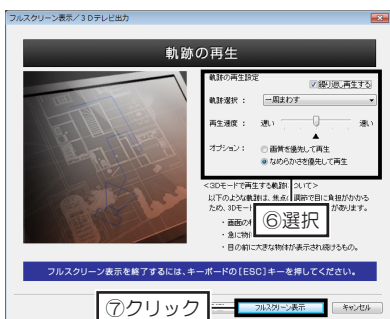 フルスクリーン表示／３Ｄテレビ出力
軌跡の再生
軌跡の再生設定
繰り返し再生する
軌跡選択： 一周まわす
再生速度： 遅い 速い
オプション： 画質を優先して再生
なめらかさを優先して再生
＜3Dモードで再生する軌跡について＞
以下のような軌跡は、焦点の調節で目に負担がかかる
ため、3Dモード があります。
・画面の
・急に物
・目の前に大きな物体が表示され続けるもの。
⑥選択
フルスクリーン表示を終了するには、キーボードの[ESC]キーを押してください。
⑦クリック
フルスクリーン表示 キャンセル